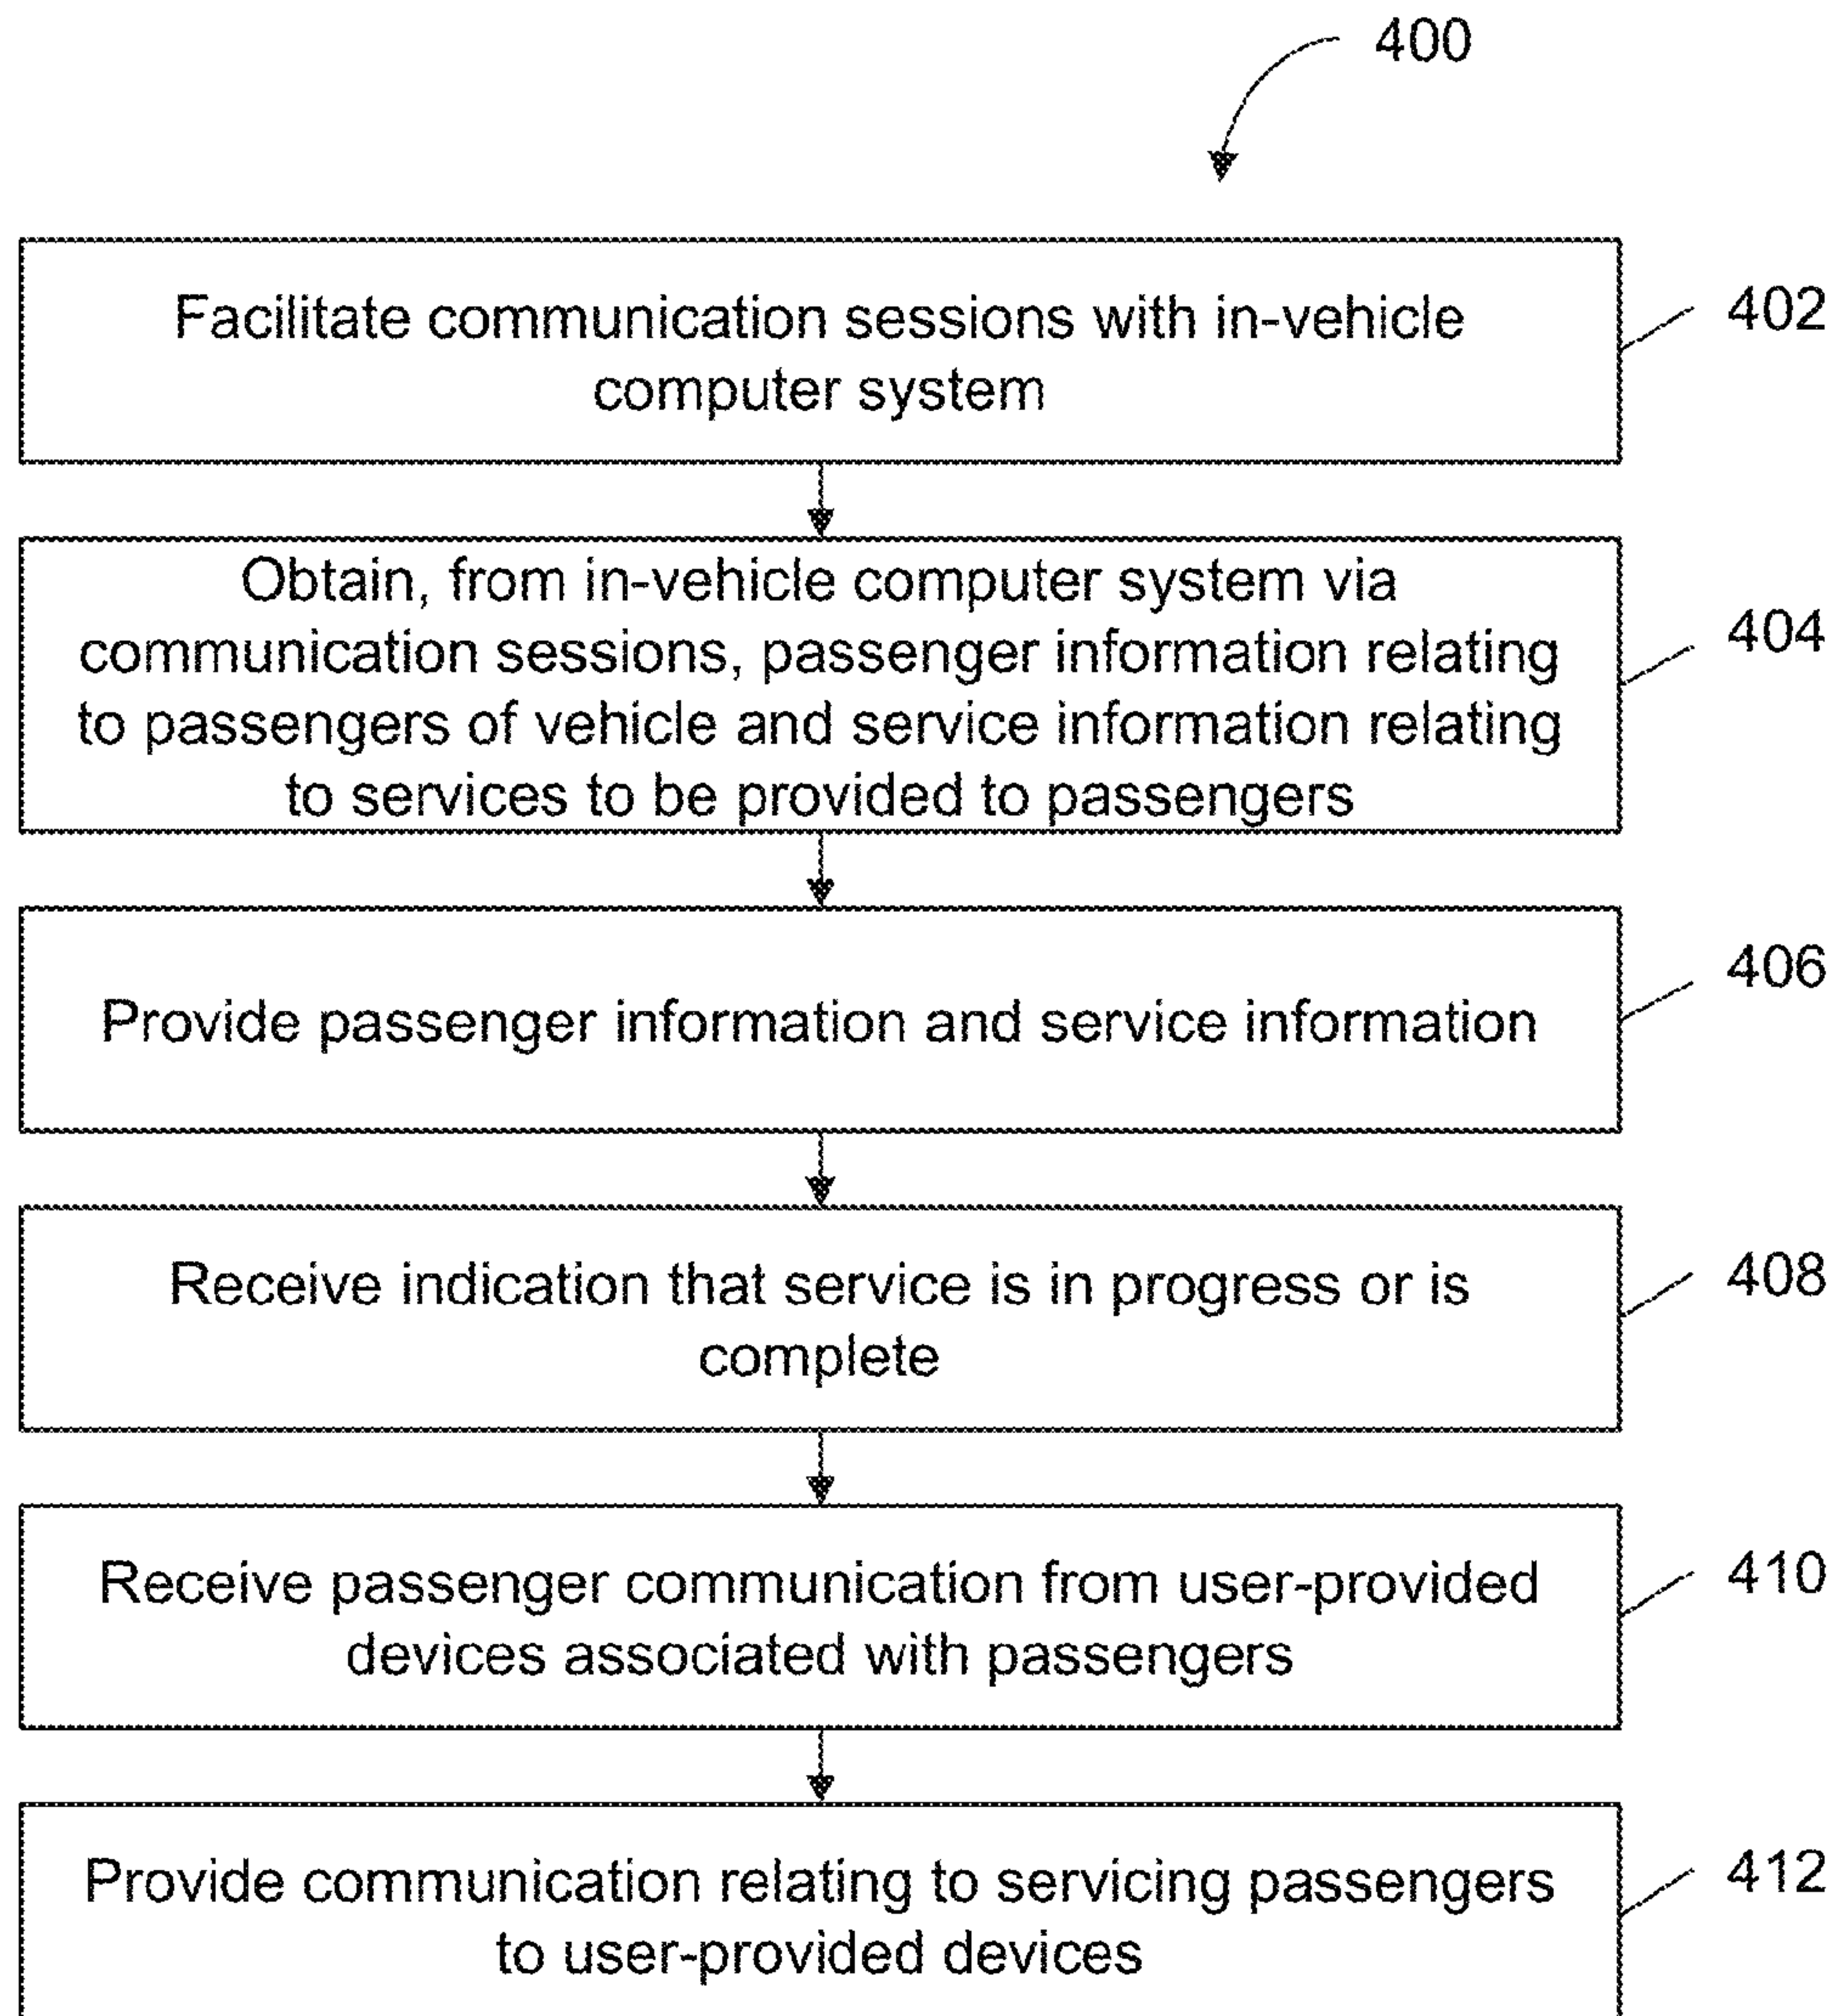 400
Facilitate communication sessions with in-vehicle
computer system
402
Obtain, from in-vehicle computer system via
communication sessions, passenger information relating
to passengers of vehicle and service information relating
to services to be provided to passengers
404
Provide passenger information and service information
406
Receive indication that service is in progress or is
complete
408
Receive passenger communication from user-provided
devices associated with passengers
410
Provide communication relating to servicing passengers
to user-provided devices
412